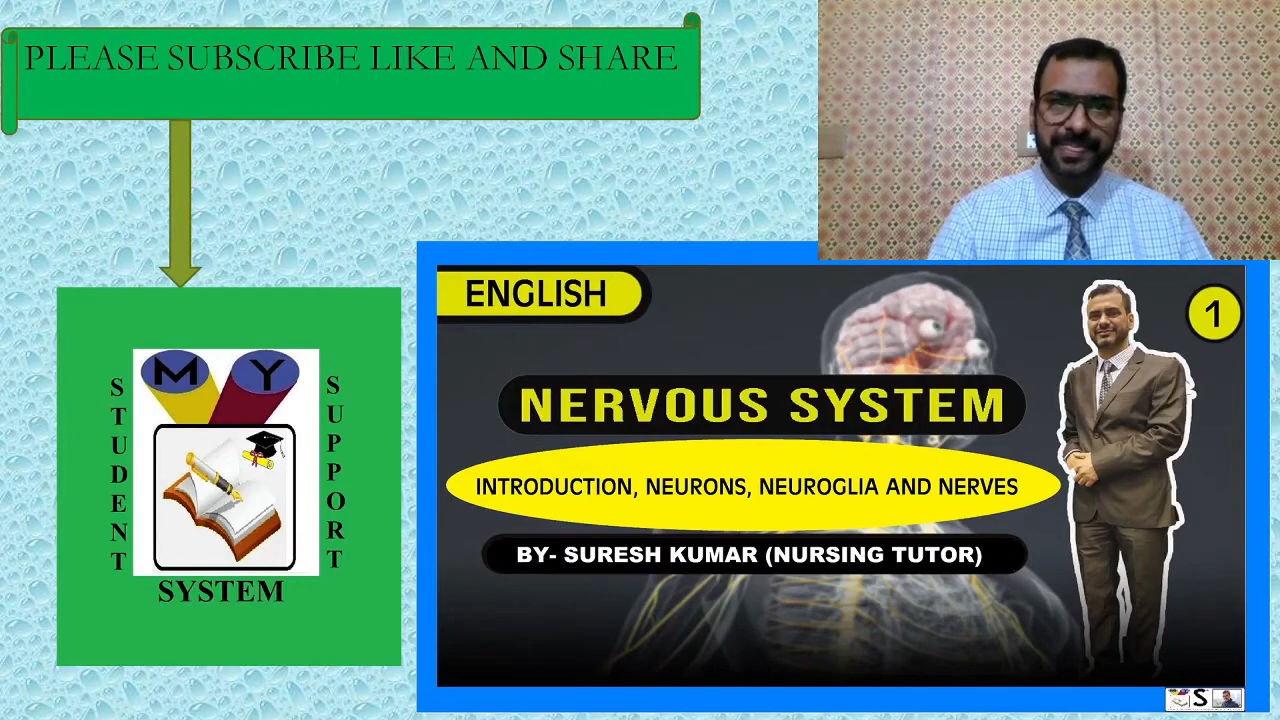 PLEASE SUBSCRIBE LIKE AND SHARE
ENGLISH
1
NERVOUS SYSTEM
INTRODUCTION, NEURONS, NEUROGLIA AND NERVES
BY- SURESH KUMAR (NURSING TUTOR)
M Y
STUDENT
SUPPORT
SYSTEM
S